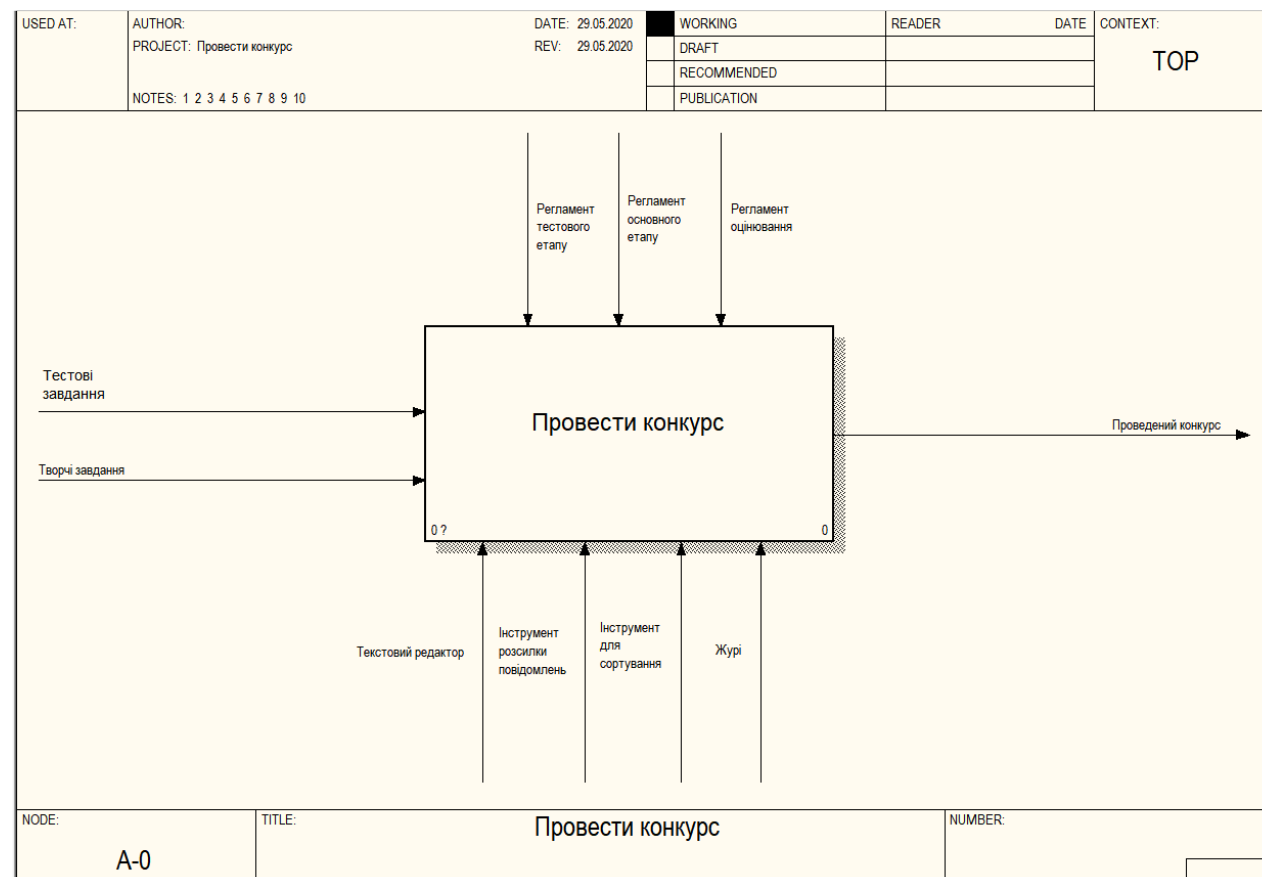 USED AT:
AUTHOR:
DATE: 29.05.2020
WORKING
READER
DATE
CONTEXT:
PROJECT: Провести конкурс
REV: 29.05.2020
DRAFT
TOP
RECOMMENDED
NOTES: 1 2 3 4 5 6 7 8 9 10
PUBLICATION
Регламент
тестового
етапу
Регламент
основного
етапу
Регламент
оцінювання
Тестові
завдання
Творчі завдання
Провести конкурс
0 ?
0
Проведений конкурс
Текстовий редактор
Інструмент
розсилки
повідомлень
Інструмент
для
сортування
Журі
NODE:
A-0
TITLE:
Провести конкурс
NUMBER: